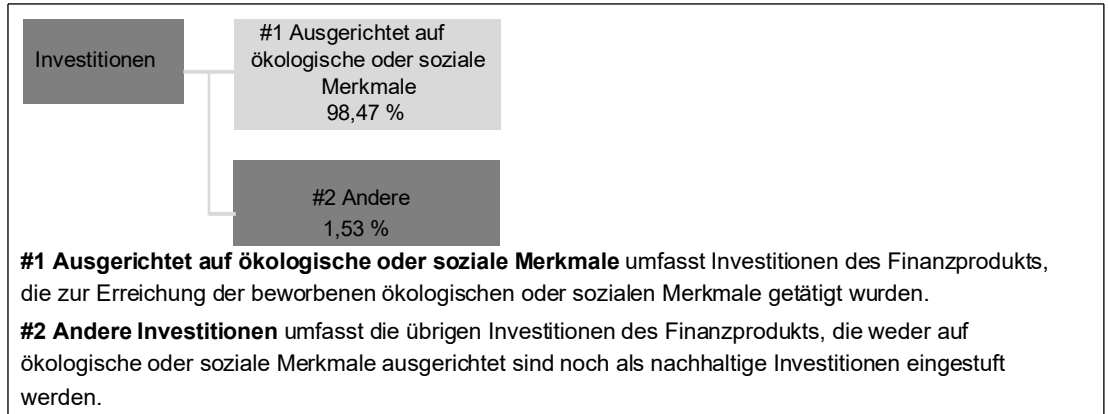 Investitionen
#1 Ausgerichtet auf
ökologische oder soziale
Merkmale
98,47 %
#2 Andere
1,53 %
#1 Ausgerichtet auf ökologische oder soziale Merkmale umfasst Investitionen des Finanzprodukts,
die zur Erreichung der beworbenen ökologischen oder sozialen Merkmale getätigt wurden.
#2 Andere Investitionen umfasst die übrigen Investitionen des Finanzprodukts, die weder auf
ökologische oder soziale Merkmale ausgerichtet sind noch als nachhaltige Investitionen eingestuft
werden.